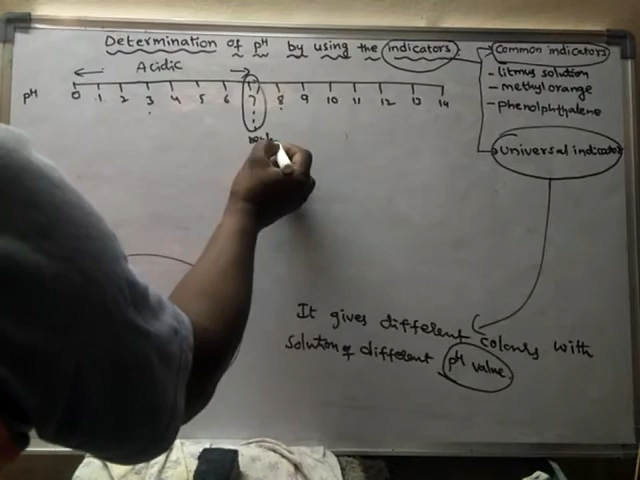 Determination of pH by using the indicators
Common indicators
- litmus solution
- methyl orange
- phenolphthalene
Universal indicator
Acidic
pH 0 1 2 3 4 5 6 7 8 9 10 11 12 13 14
It gives different colours with
solution of different pH value